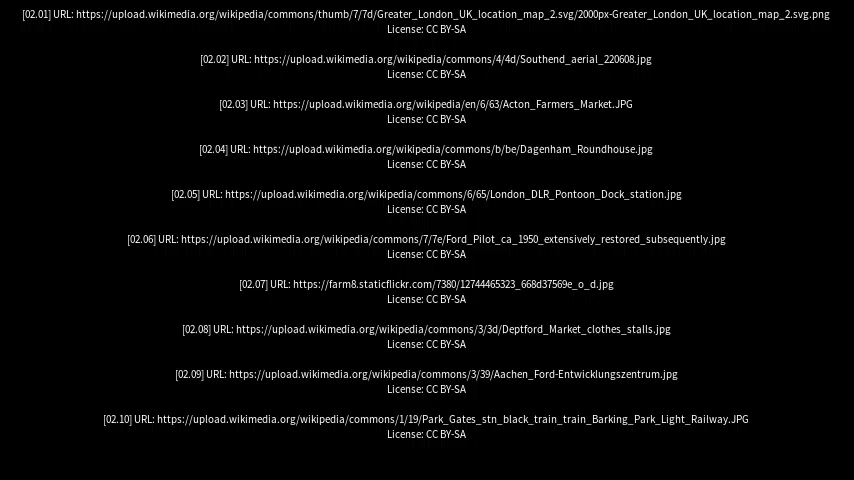 [02.01] URL: https://upload.wikimedia.org/wikipedia/commons/thumb/7/7d/Greater_London_UK_location_map_2.svg/2000px-Greater_London_UK_location_map_2.svg.png
License: CC BY-SA
[02.02] URL: https://upload.wikimedia.org/wikipedia/commons/4/4d/Southend_aerial_220608.jpg
License: CC BY-SA
[02.03] URL: https://upload.wikimedia.org/wikipedia/en/6/63/Acton_Farmers_Market.JPG
License: CC BY-SA
[02.04] URL: https://upload.wikimedia.org/wikipedia/commons/b/be/Dagenham_Roundhouse.jpg
License: CC BY-SA
[02.05] URL: https://upload.wikimedia.org/wikipedia/commons/6/65/London_DLR_Pontoon_Dock_station.jpg
License: CC BY-SA
[02.06] URL: https://upload.wikimedia.org/wikipedia/commons/7/7e/Ford_Pilot_ca_1950_extensively_restored_subsequently.jpg
License: CC BY-SA
[02.07] URL: https://farm8.staticflickr.com/7380/12744465323_668d37569e_o_d.jpg
License: CC BY-SA
[02.08] URL: https://upload.wikimedia.org/wikipedia/commons/3/3d/Deptford_Market_clothes_stalls.jpg
License: CC BY-SA
[02.09] URL: https://upload.wikimedia.org/wikipedia/commons/3/39/Aachen_Ford-Entwicklungszentrum.jpg
License: CC BY-SA
[02.10] URL: https://upload.wikimedia.org/wikipedia/commons/1/19/Park_Gates_stn_black_train_train_Barking_Park_Light_Railway.JPG
License: CC BY-SA